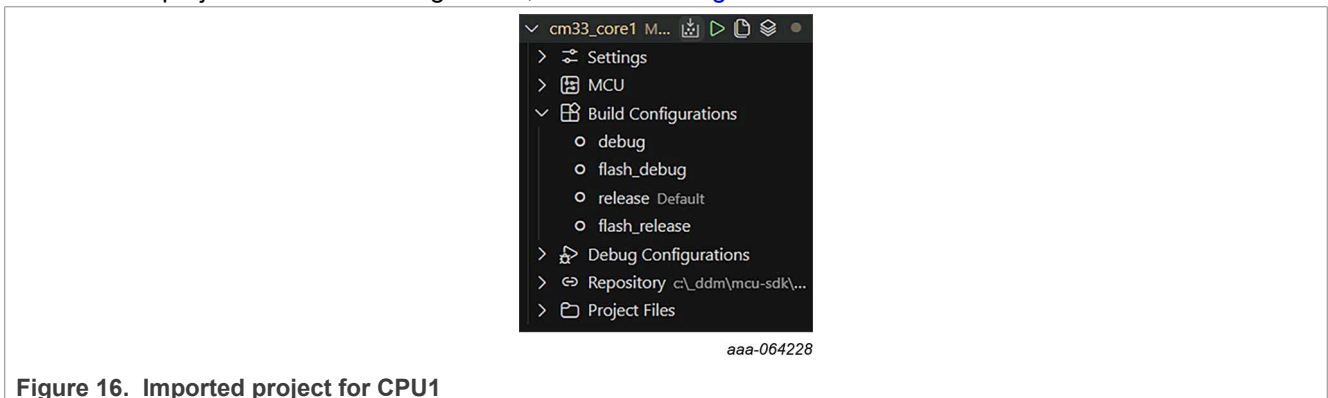 cm33_core1 M...
Settings
MCU
Build Configurations
debug
flash_debug
release Default
flash_release
Debug Configurations
Repository c:\_ddm\mcu-sdk\...
Project Files
aaa-064228
Figure 16. Imported project for CPU1